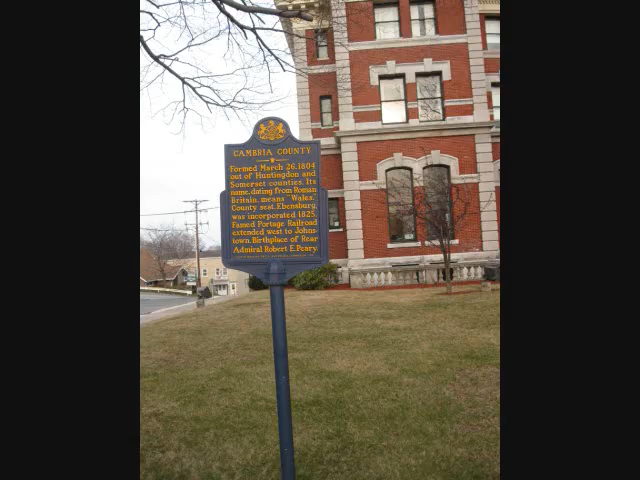 CAMBRIA COUNTY
Formed March 26, 1804
out of Huntingdon and
Somerset counties. Its
name, dating from Roman
Britain, means "Wales."
County seat, Ebensburg,
was incorporated 1825.
Famed Portage Railroad
extended west to Johns-
town. Birthplace of Rear
Admiral Robert E. Peary.